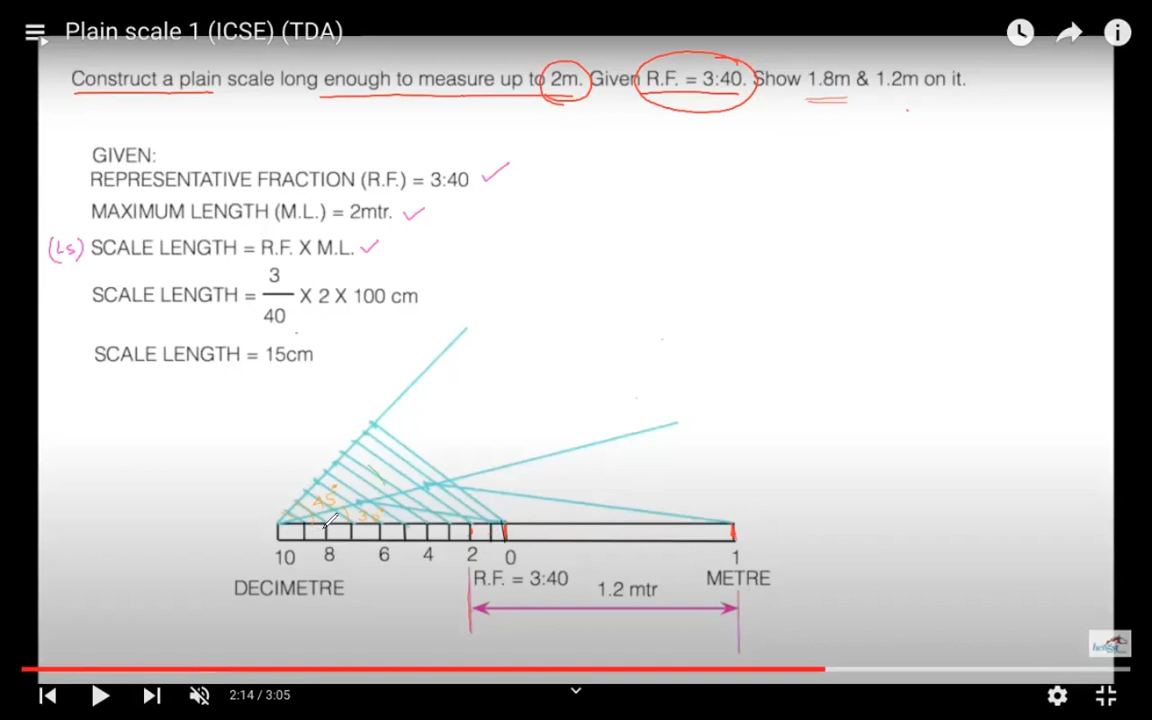 Plain scale 1 (ICSE) (TDA)
Construct a plain scale long enough to measure up to 2m. Given R.F. = 3:40. Show 1.8m & 1.2m on it.
GIVEN:
REPRESENTATIVE FRACTION (R.F.) = 3:40
MAXIMUM LENGTH (M.L.) = 2mtr.
(LS) SCALE LENGTH = R.F. X M.L.
SCALE LENGTH = 3/40 X 2 X 100 cm
SCALE LENGTH = 15cm
45°
30°
10 8 6 4 2 0 1
DECIMETRE R.F. = 3:40 1.2 mtr METRE
2:14 / 3:05